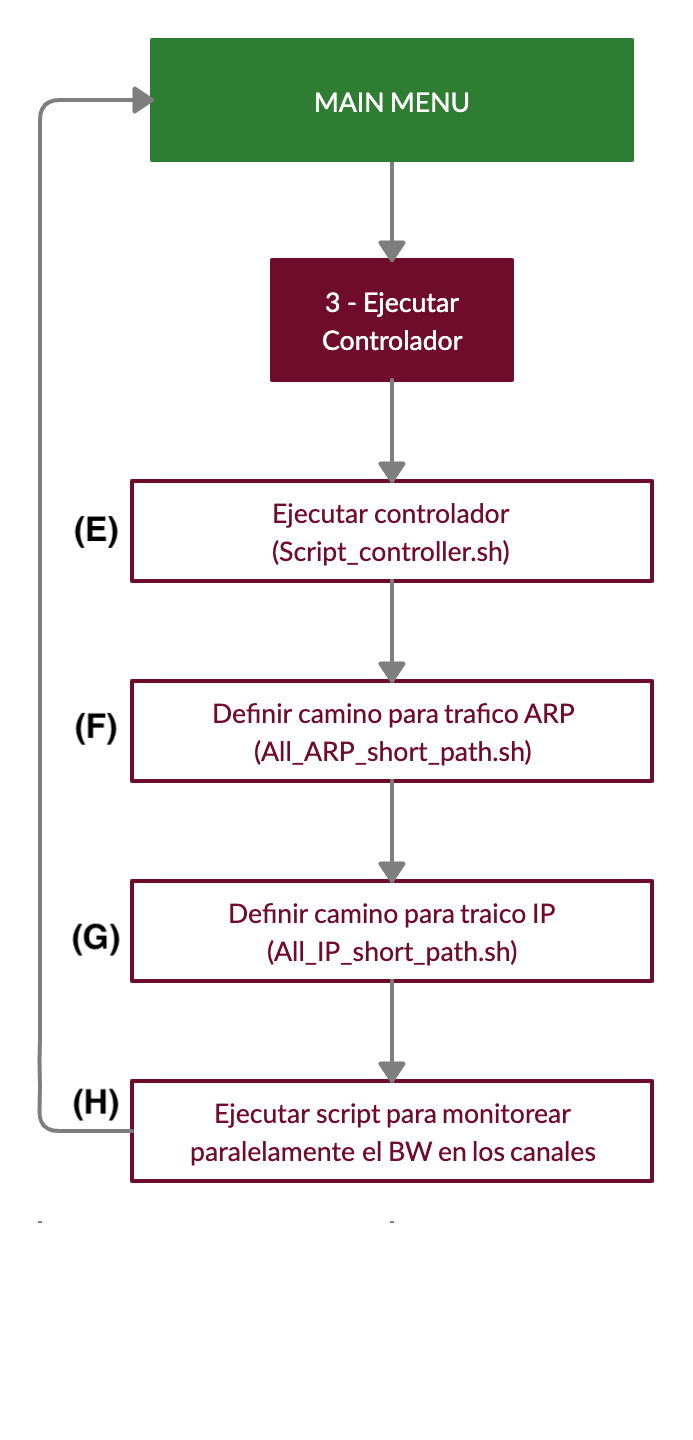 MAIN MENU
3 - Ejecutar
Controlador
(E)
Ejecutar controlador
(Script_controller.sh)
(F)
Definir camino para trafico ARP
(All_ARP_short_path.sh)
(G)
Definir camino para traico IP
(All_IP_short_path.sh)
(H)
Ejecutar script para monitorear
paralelamente el BW en los canales